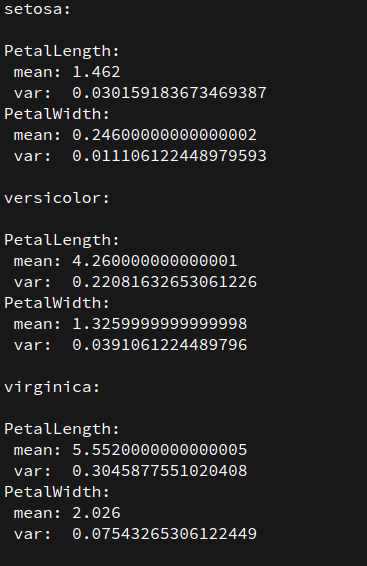 setosa:

PetalLength:
 mean: 1.462
 var:  0.030159183673469387
PetalWidth:
 mean: 0.24600000000000002
 var:  0.011106122448979593

versicolor:

PetalLength:
 mean: 4.260000000000001
 var:  0.22081632653061226
PetalWidth:
 mean: 1.3259999999999998
 var:  0.0391061224489796

virginica:

PetalLength:
 mean: 5.5520000000000005
 var:  0.3045877551020408
PetalWidth:
 mean: 2.026
 var:  0.07543265306122449